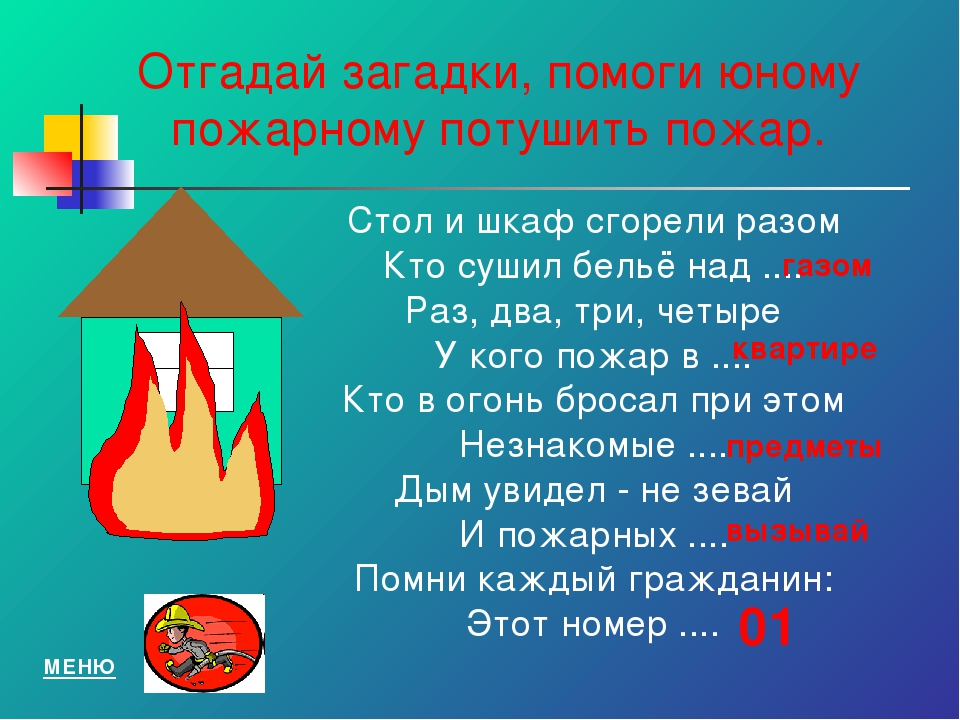 Отгадай загадки, помоги юному
пожарному потушить пожар.
Стол и шкаф сгорели разом
Кто сушил бельё над .... газом
Раз, два, три, четыре
У кого пожар в .... квартире
Кто в огонь бросал при этом
Незнакомые .... предметы
Дым увидел - не зевай
И пожарных .... вызывай
Помни каждый гражданин:
Этот номер .... 01
МЕНЮ